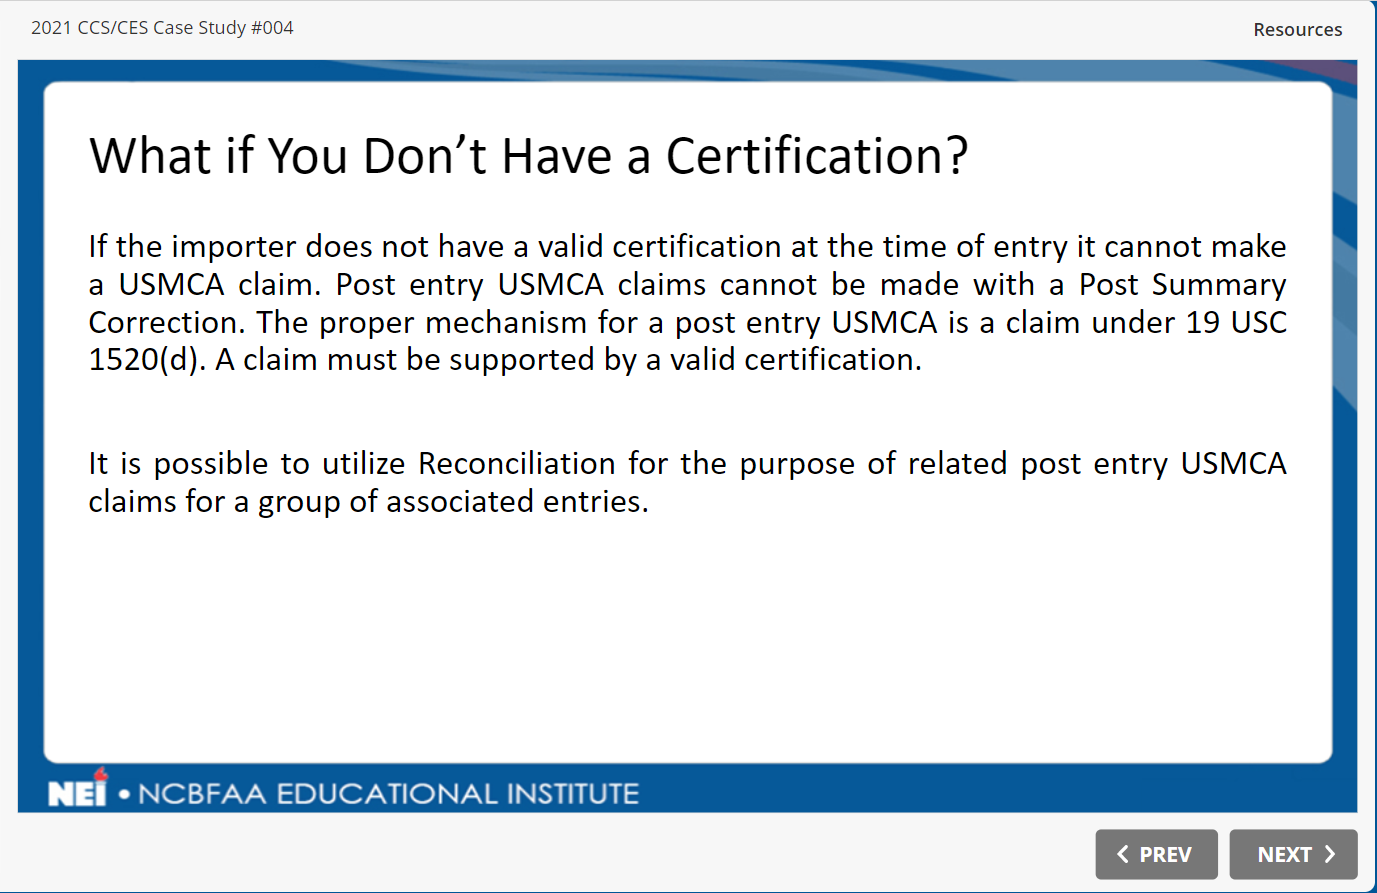 2021 CCS/CES Case Study #004
Resources
What if You Don’t Have a Certification?
If the importer does not have a valid certification at the time of entry it cannot make
a USMCA claim. Post entry USMCA claims cannot be made with a Post Summary
Correction. The proper mechanism for a post entry USMCA is a claim under 19 USC
1520(d). A claim must be supported by a valid certification.
It is possible to utilize Reconciliation for the purpose of related post entry USMCA
claims for a group of associated entries.
NEi • NCBFAA EDUCATIONAL INSTITUTE
PREV
NEXT